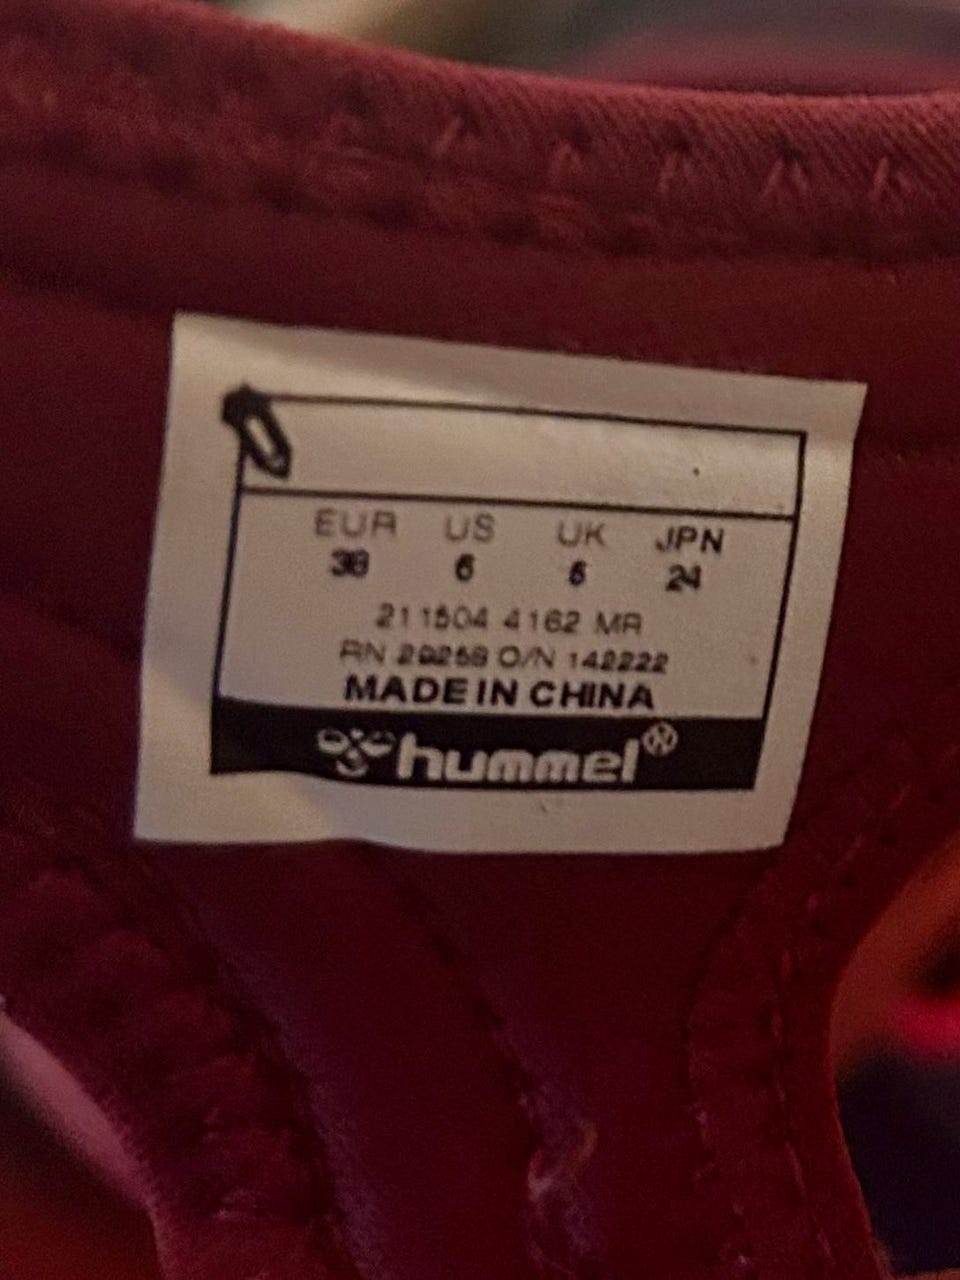 EUR US UK JPN
38 6 5 24
211504 4162 MR
RN 29258 O/N 142222
MADE IN CHINA
hummel®